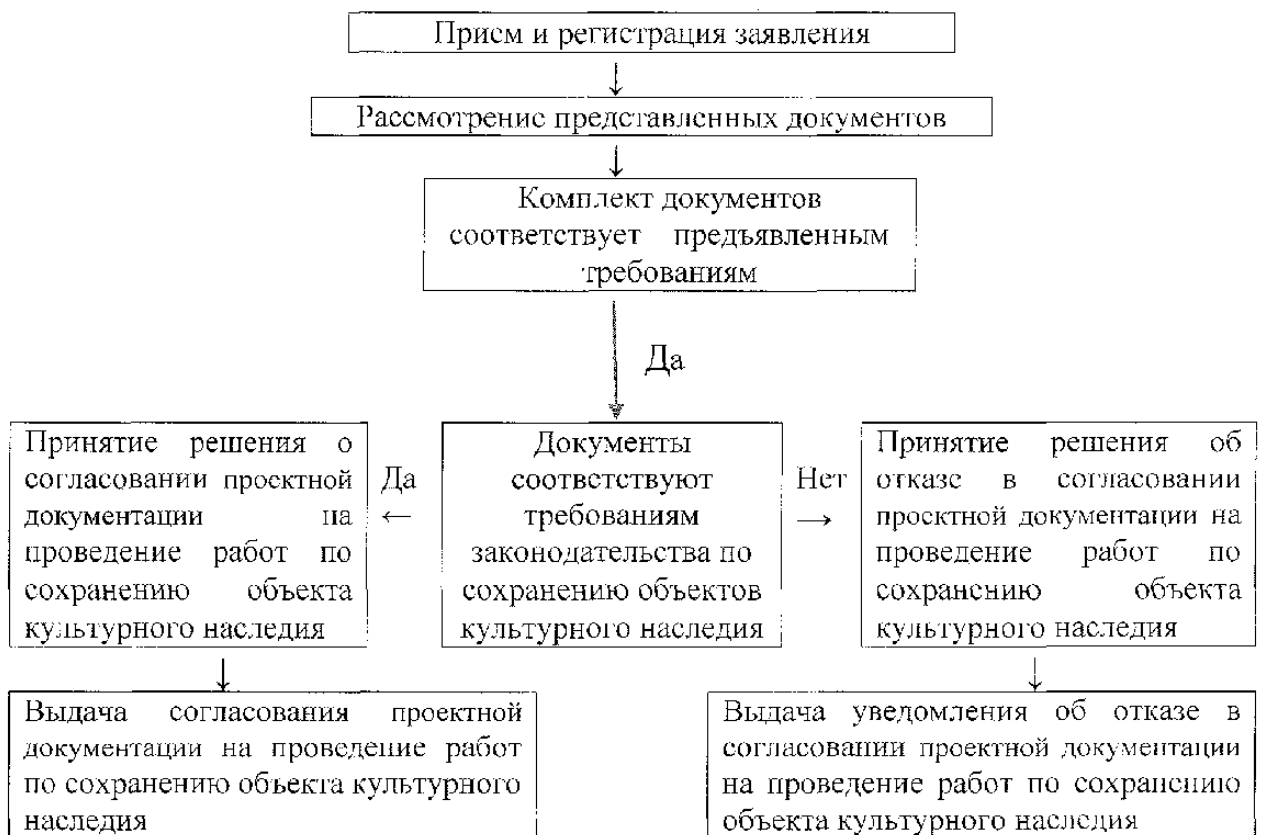 Прием и регистрация заявления
Рассмотрение представленных документов
Комплект документов
соответствует предъявленным
требованиям
Да
Принятие решения о
согласовании проектной
документации на
проведение работ по
сохранению объекта
культурного наследия
Да
←
Документы
соответствуют
требованиям
законодательства по
сохранению объектов
культурного наследия
Нет
→
Принятие решения об
отказе в согласовании
проектной документации на
проведение работ по
сохранению объекта
культурного наследия
Выдача согласования проектной
документации на проведение работ
по сохранению объекта культурного
наследия
Выдача уведомления об отказе в
согласовании проектной документации
на проведение работ по сохранению
объекта культурного наследия